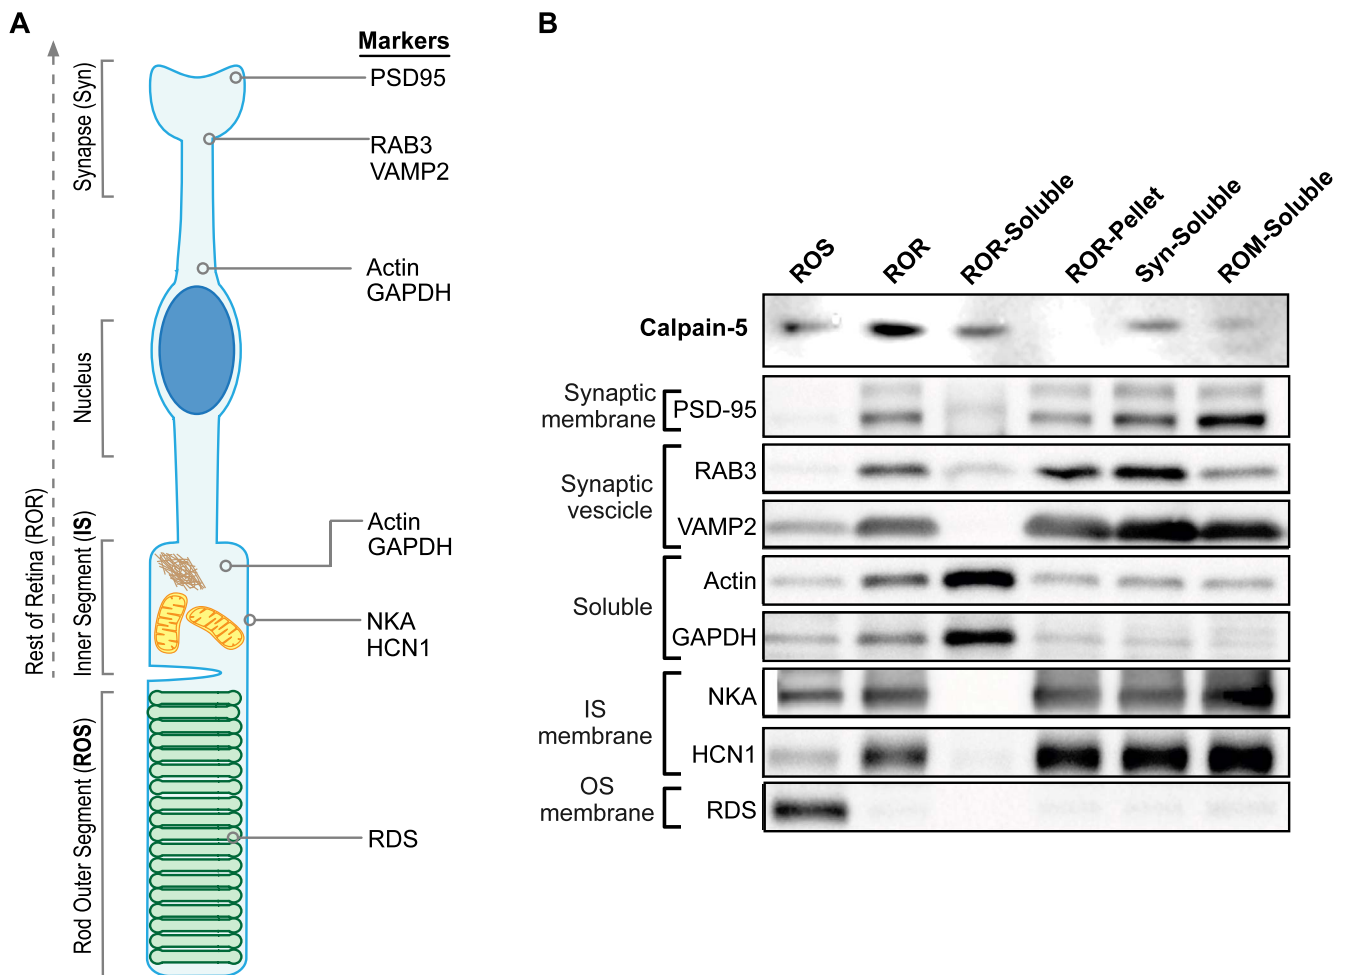 A
Markers
PSD95
RAB3
VAMP2
Actin
GAPDH
Actin
GAPDH
NKA
HCN1
RDS
Synapse (Syn)
Nucleus
Rest of Retina (ROR)
Inner Segment (IS)
Rod Outer Segment (ROS)
B
ROS
ROR
ROR-Soluble
ROR-Pellet
Syn-Soluble
ROM-Soluble
Calpain-5
Synaptic
membrane
PSD-95
Synaptic
vescicle
RAB3
VAMP2
Soluble
Actin
GAPDH
IS
membrane
NKA
HCN1
OS
membrane
RDS